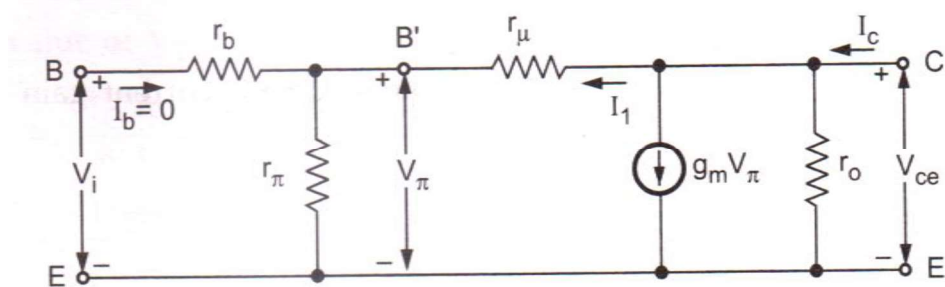 r_b
B'
r_μ
I_c
B + I_b = 0
+
I_1
+ C
V_i
r_π
V_π
g_m V_π
r_o
V_ce
E −
−
− E